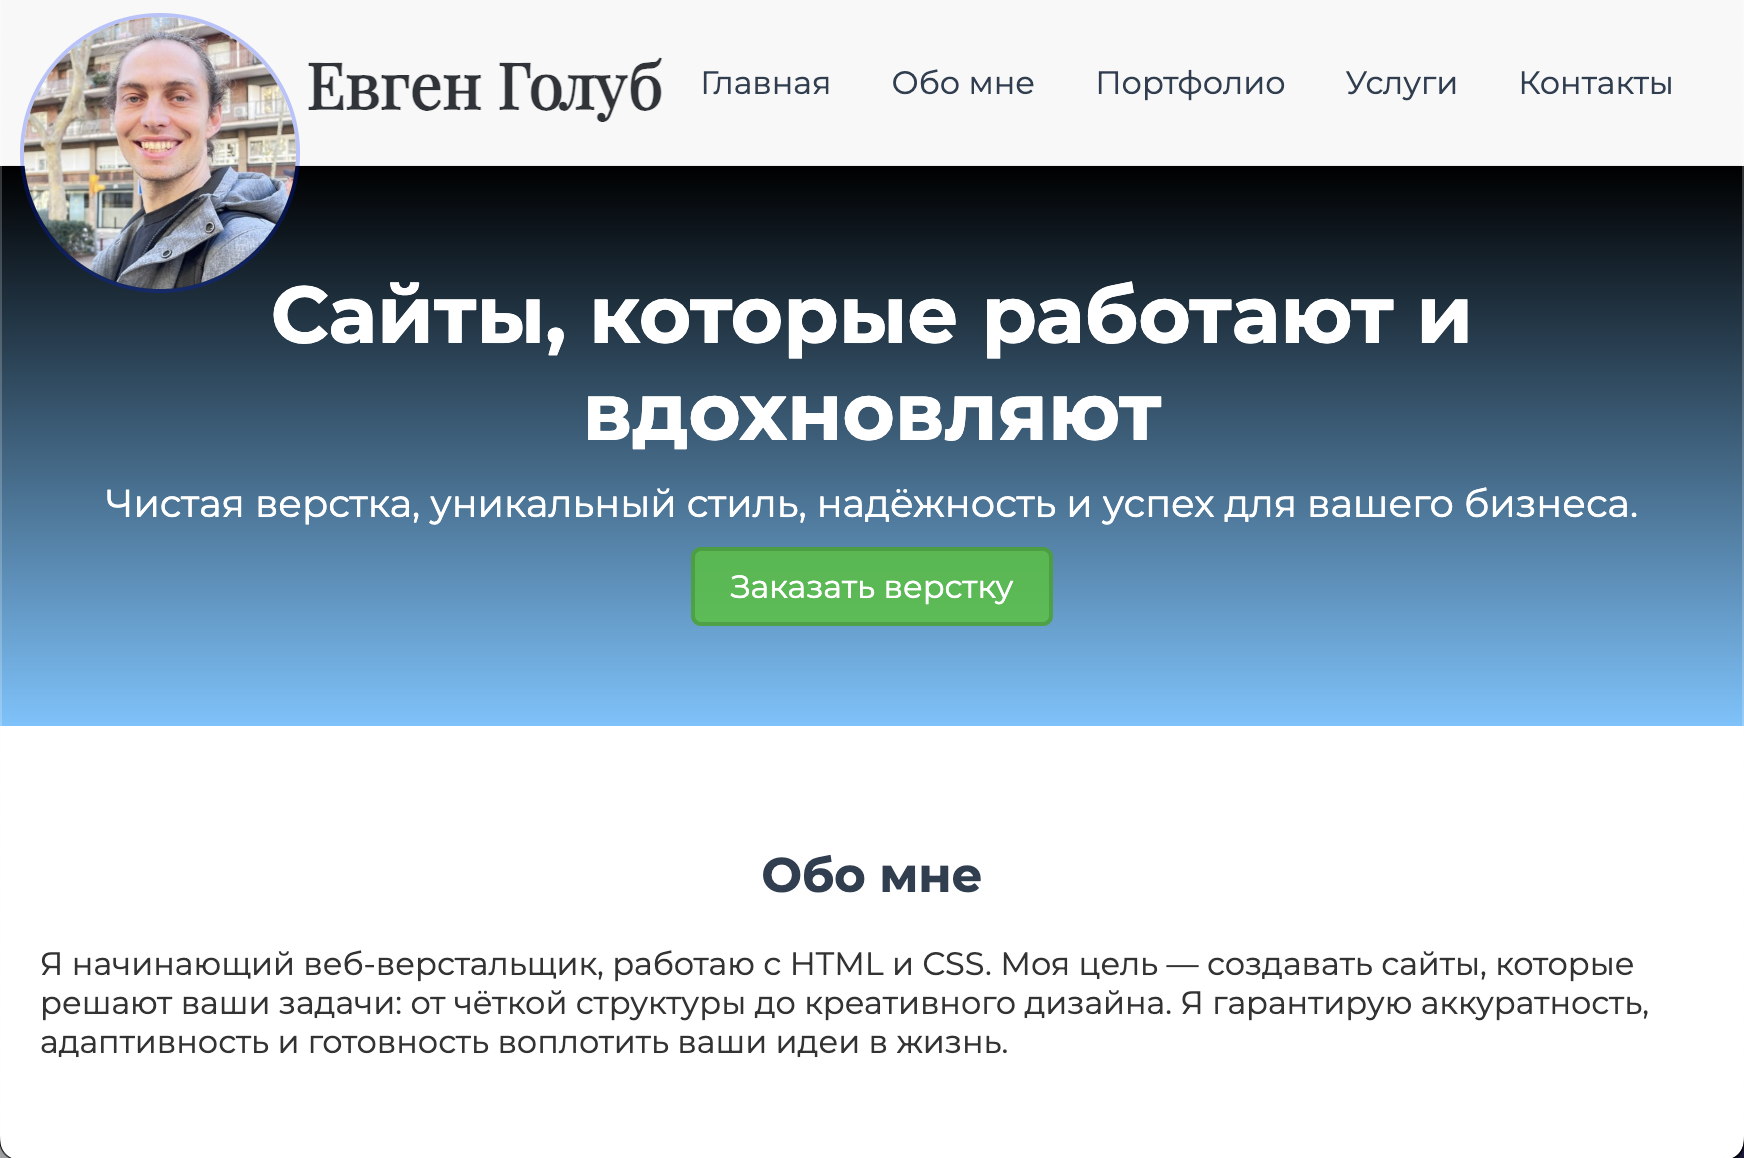 Евген Голуб
Главная
Обо мне
Портфолио
Услуги
Контакты
Сайты, которые работают и
вдохновляют
Чистая верстка, уникальный стиль, надёжность и успех для вашего бизнеса.
Заказать верстку
Обо мне
Я начинающий веб-верстальщик, работаю с HTML и CSS. Моя цель — создавать сайты, которые
решают ваши задачи: от чёткой структуры до креативного дизайна. Я гарантирую аккуратность,
адаптивность и готовность воплотить ваши идеи в жизнь.